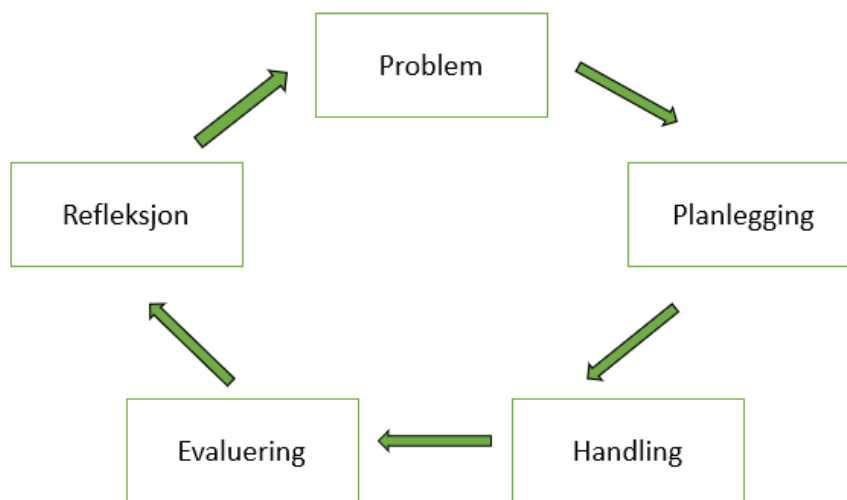 Problem
Planlegging
Handling
Evaluering
Refleksjon